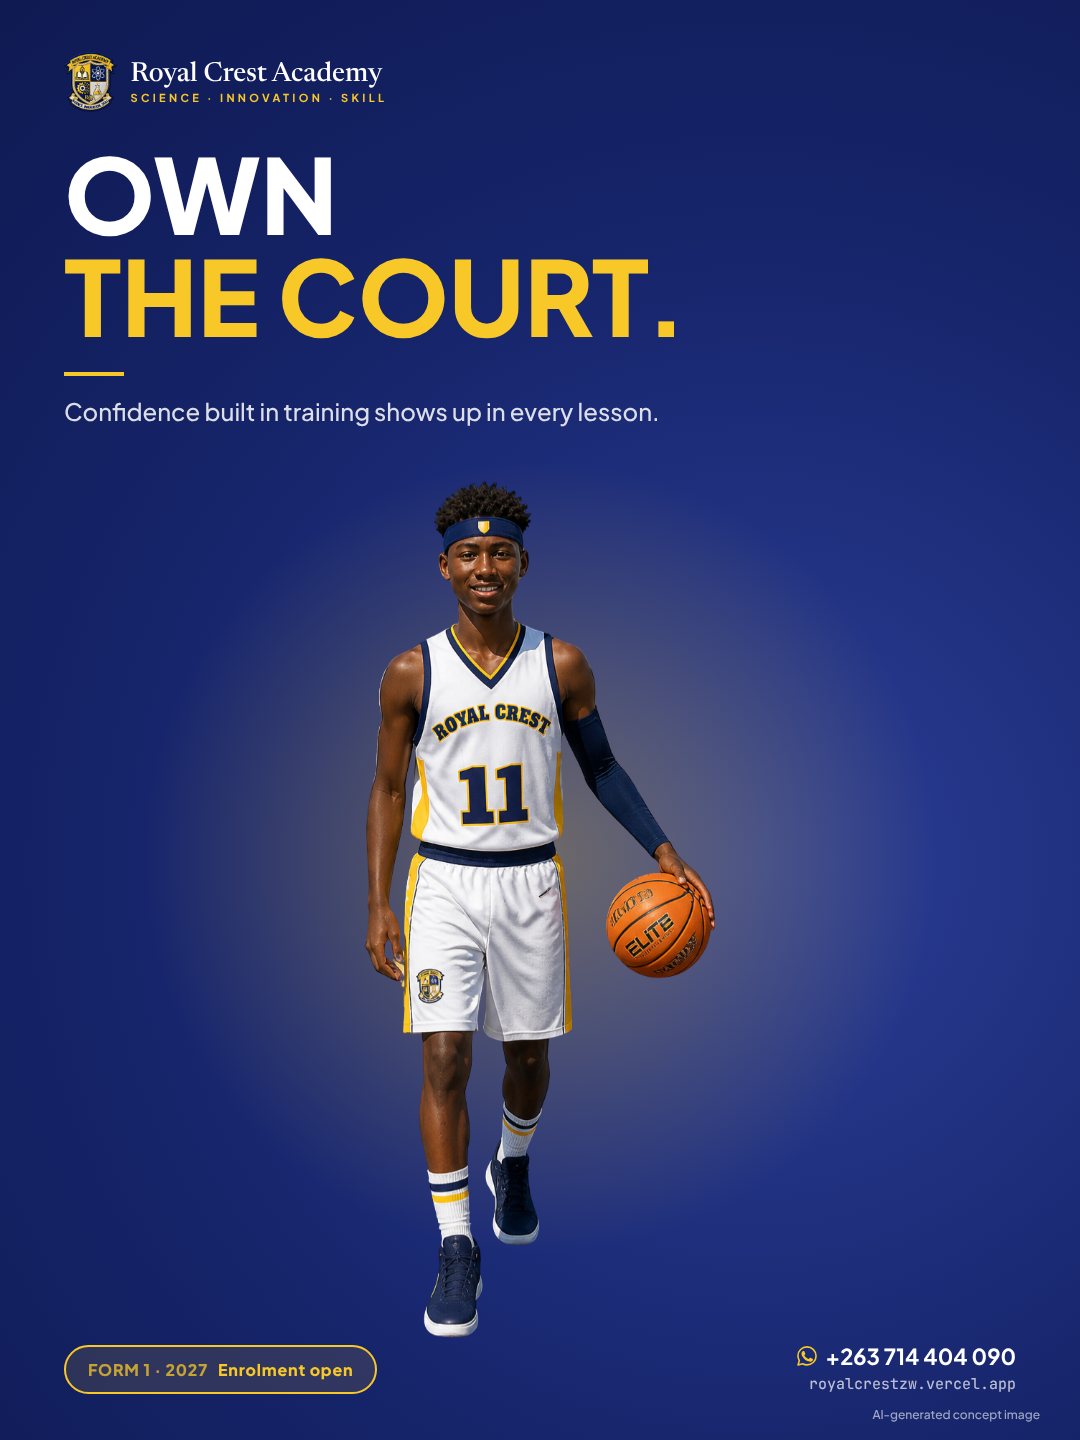 Royal Crest Academy
SCIENCE · INNOVATION · SKILL
OWN
THE COURT.
Confidence built in training shows up in every lesson.
ROYAL CREST
11
ELITE
FORM 1 · 2027 Enrolment open
+263 714 404 090
royalcrestzw.vercel.app
AI-generated concept image